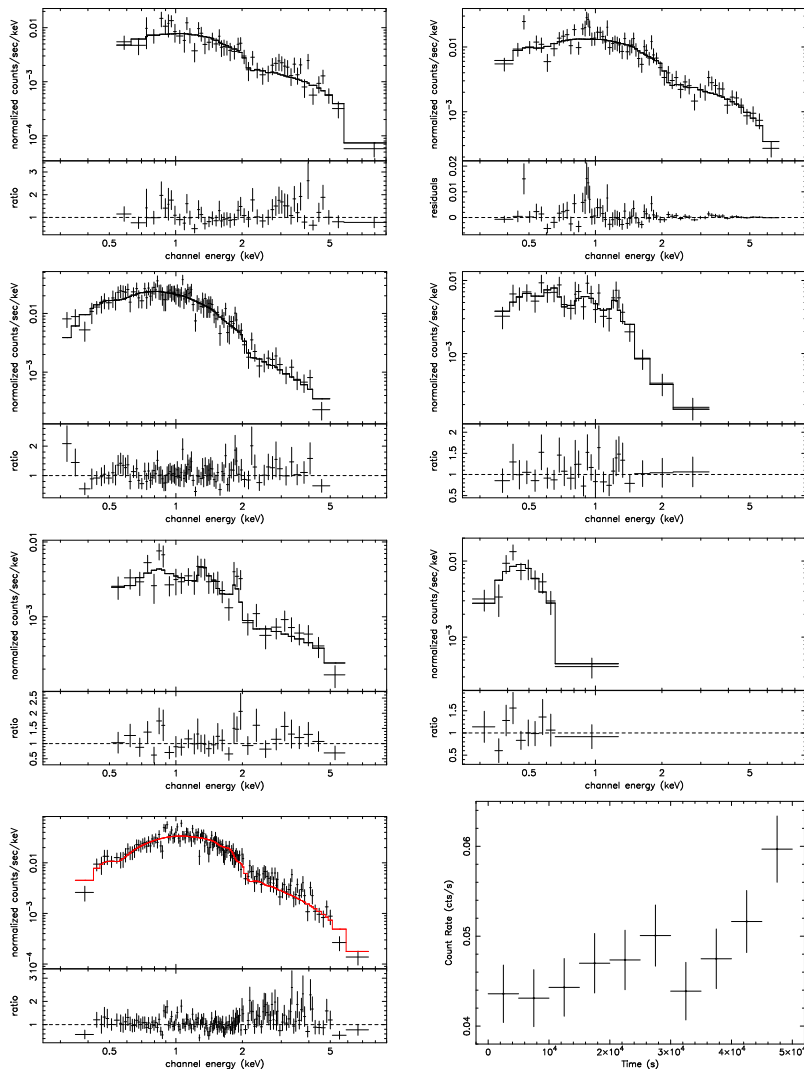 normalized counts/sec/keV
0.01
10⁻³
10⁻⁴
ratio
3
2
1
0.5 1 2 5
channel energy (keV)
normalized counts/sec/keV
0.01
10⁻³
residuals
0.02
0.01
0
0.5 1 2 5
channel energy (keV)
normalized counts/sec/keV
0.01
10⁻³
ratio
2
1
0.5 1 2 5
channel energy (keV)
normalized counts/sec/keV
0.01
10⁻³
ratio
2
1.5
1
0.5
0.5 1 2 5
channel energy (keV)
normalized counts/sec/keV
0.01
10⁻³
ratio
2.5
2
1.5
1
0.5
0.5 1 2 5
channel energy (keV)
normalized counts/sec/keV
0.01
10⁻³
ratio
1.5
1
0.5
0.5 1 2 5
channel energy (keV)
normalized counts/sec/keV
0.01
10⁻³
10⁻⁴
ratio
3
2
1
0.5 1 2 5
channel energy (keV)
Count Rate (cts/s)
0.06
0.05
0.04
0 10⁴ 2×10⁴ 3×10⁴ 4×10⁴ 5×10⁴
Time (s)